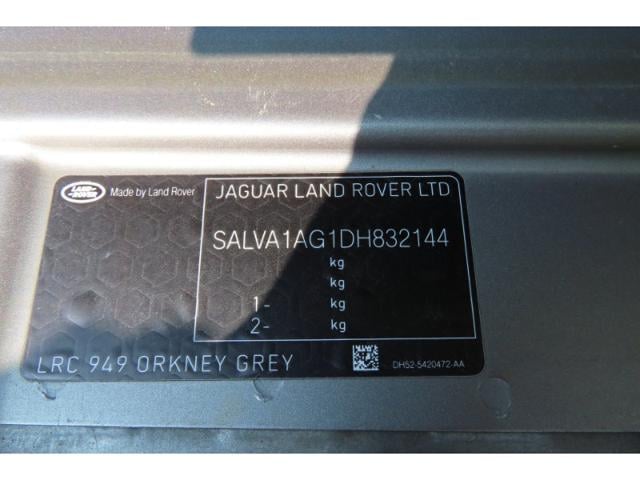 LAND ROVER
Made by Land Rover
JAGUAR LAND ROVER LTD
SALVA1AG1DH832144
kg
kg
1- kg
2- kg
LRC 949 ORKNEY GREY
DH52-5420472-AA